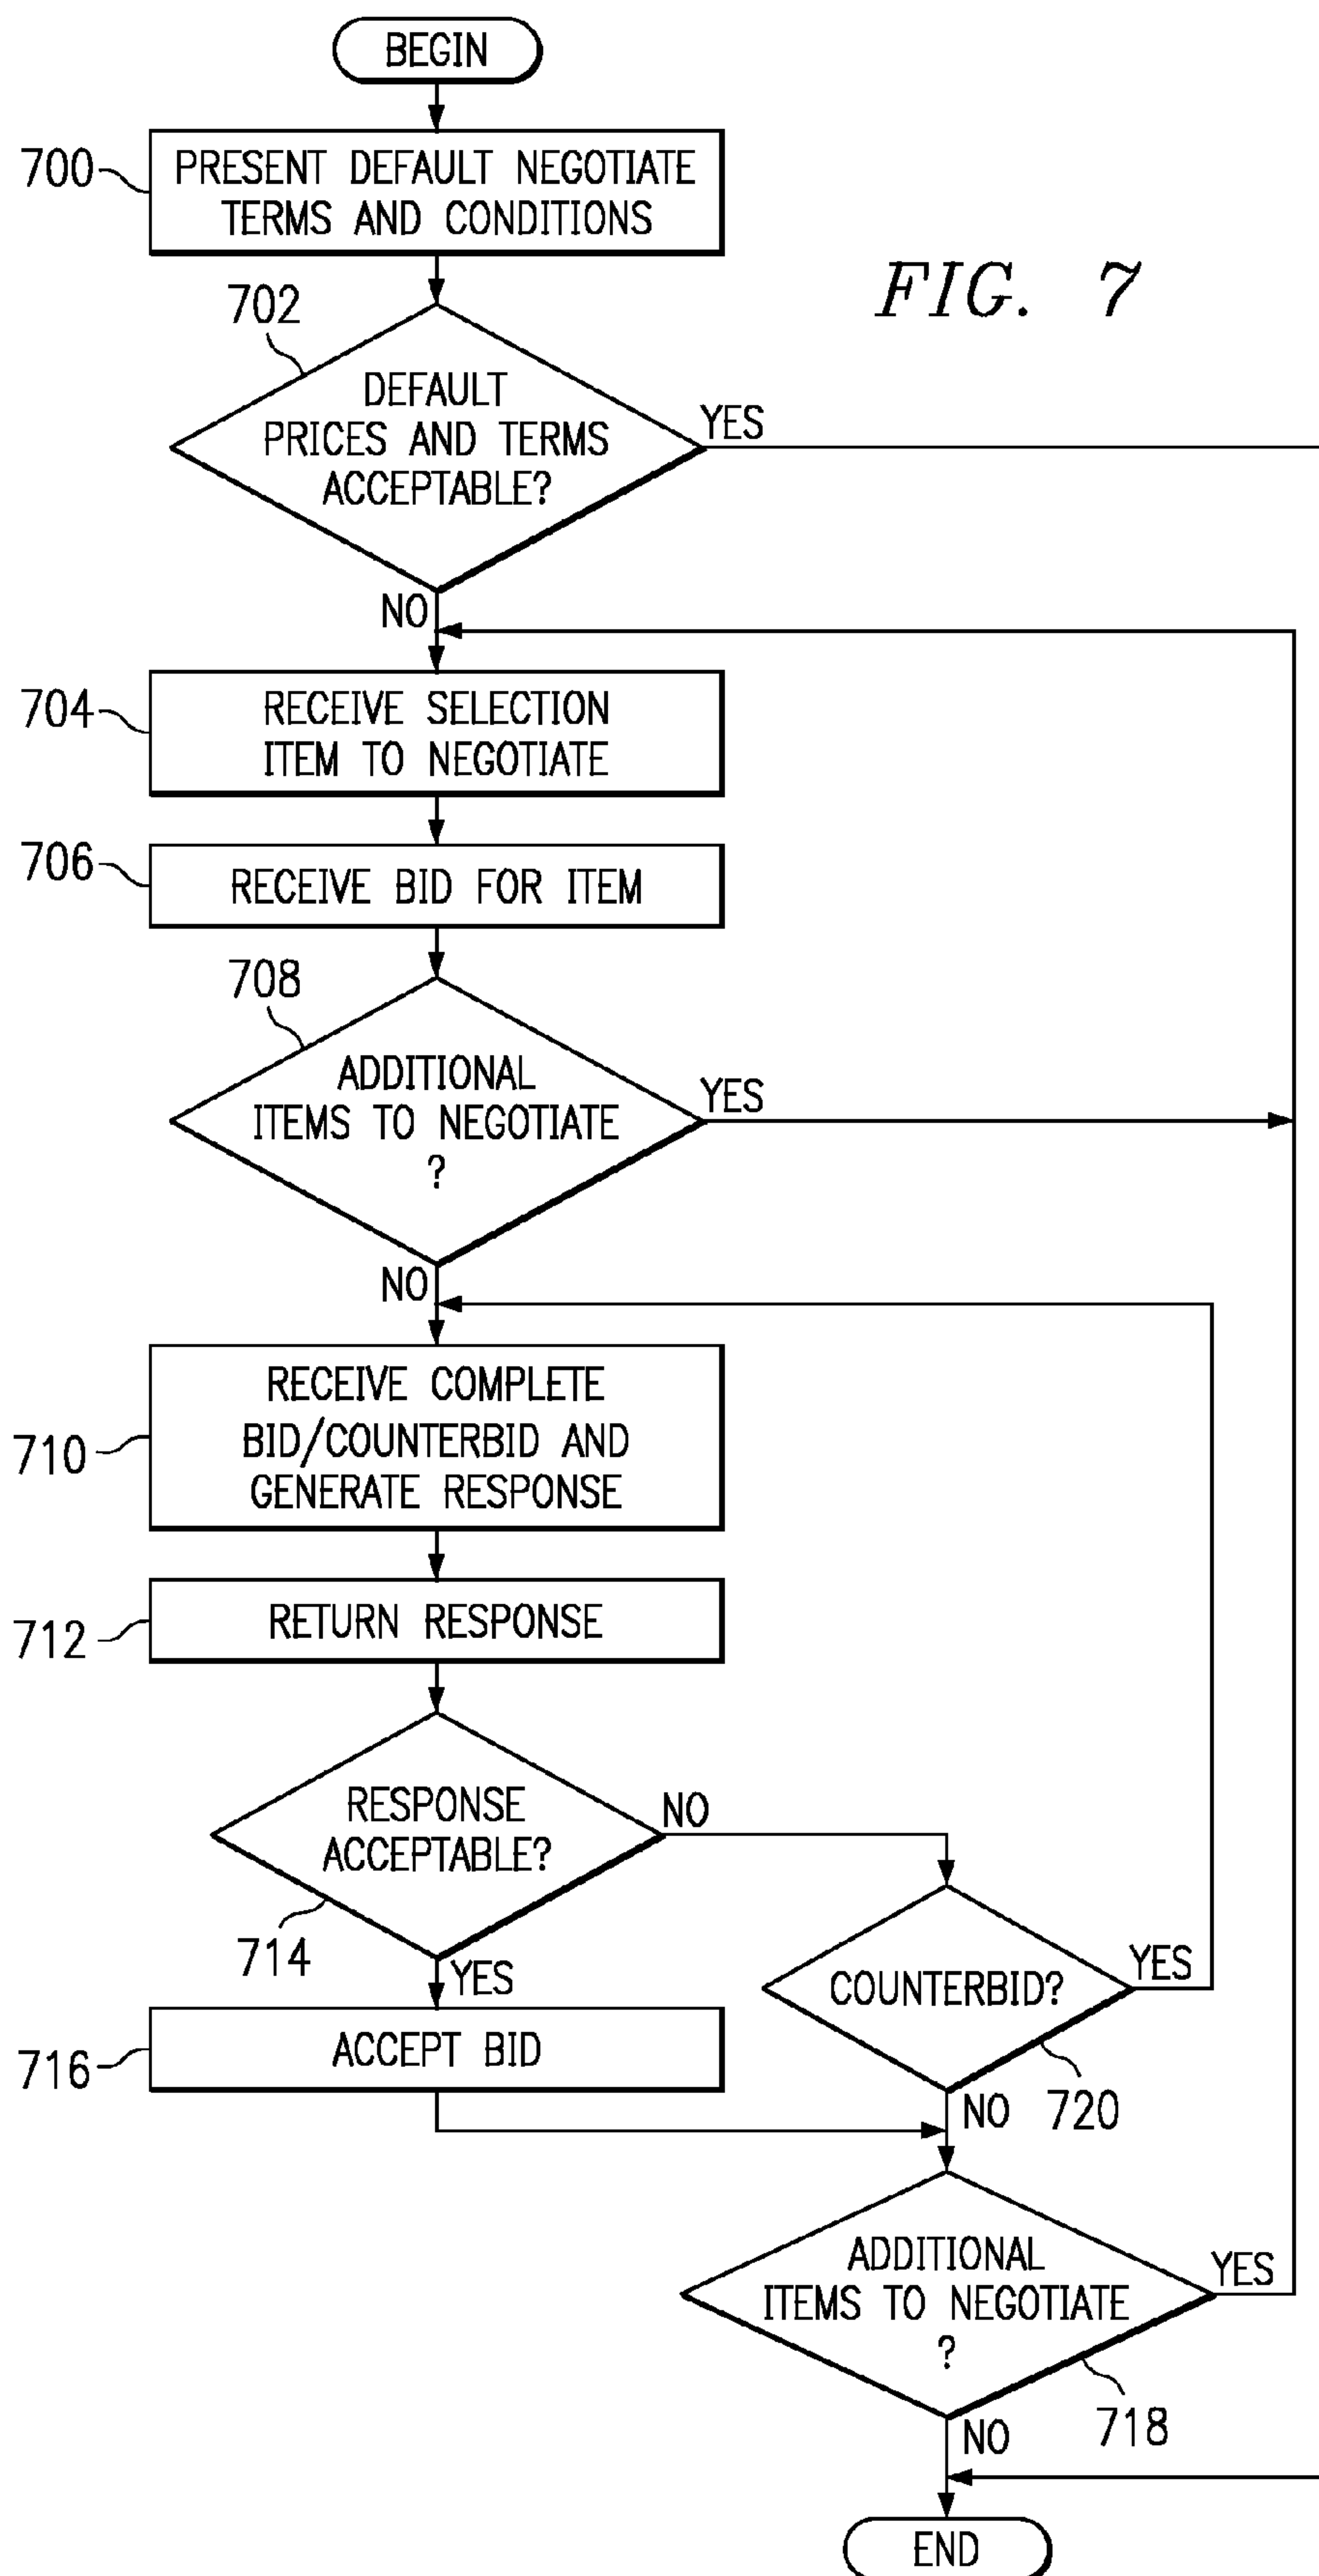 BEGIN
700
PRESENT DEFAULT NEGOTIATE
TERMS AND CONDITIONS
FIG. 7
702
DEFAULT
PRICES AND TERMS
ACCEPTABLE?
YES
NO
704
RECEIVE SELECTION
ITEM TO NEGOTIATE
706
RECEIVE BID FOR ITEM
708
ADDITIONAL
ITEMS TO NEGOTIATE
?
YES
NO
710
RECEIVE COMPLETE
BID/COUNTERBID AND
GENERATE RESPONSE
712
RETURN RESPONSE
RESPONSE
ACCEPTABLE?
NO
714
YES
COUNTERBID?
YES
716
ACCEPT BID
NO
720
ADDITIONAL
ITEMS TO NEGOTIATE
?
YES
718
NO
END